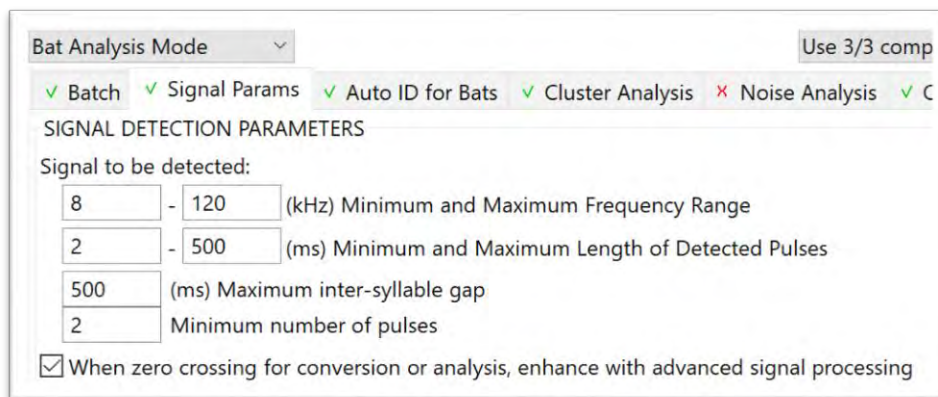 Bat Analysis Mode Use 3/3 comp
Batch Signal Params Auto ID for Bats Cluster Analysis Noise Analysis C
SIGNAL DETECTION PARAMETERS
Signal to be detected:
8 - 120 (kHz) Minimum and Maximum Frequency Range
2 - 500 (ms) Minimum and Maximum Length of Detected Pulses
500 (ms) Maximum inter-syllable gap
2 Minimum number of pulses
When zero crossing for conversion or analysis, enhance with advanced signal processing